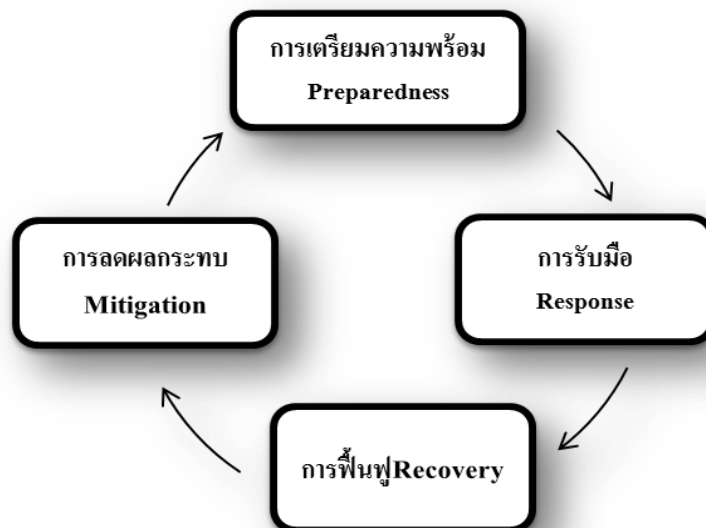 การเตรียมความพร้อม
Preparedness
การลดผลกระทบ
Mitigation
การรับมือ
Response
การฟื้นฟูRecovery